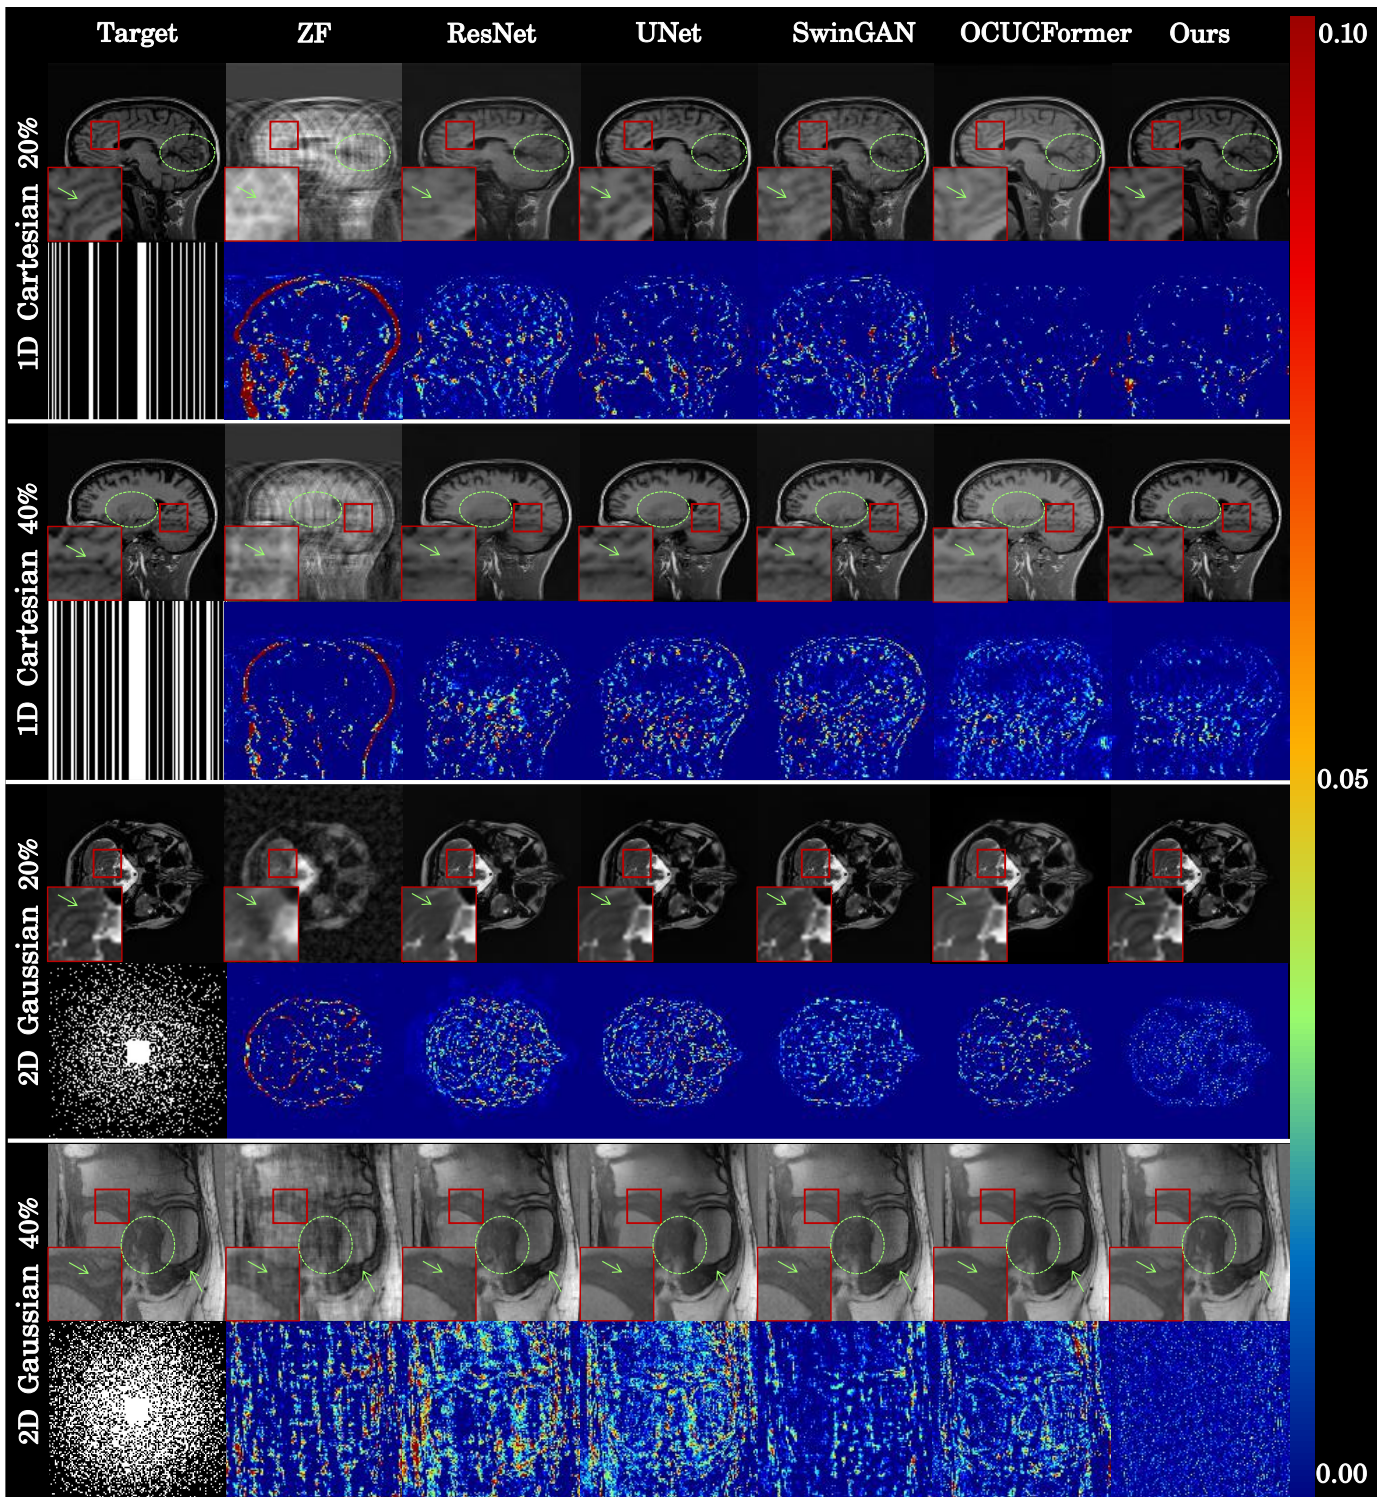 Target ZF ResNet UNet SwinGAN OCUCFormer Ours
0.10
1D Cartesian 20%
1D Cartesian 40%
0.05
2D Gaussian 20%
2D Gaussian 40%
0.00